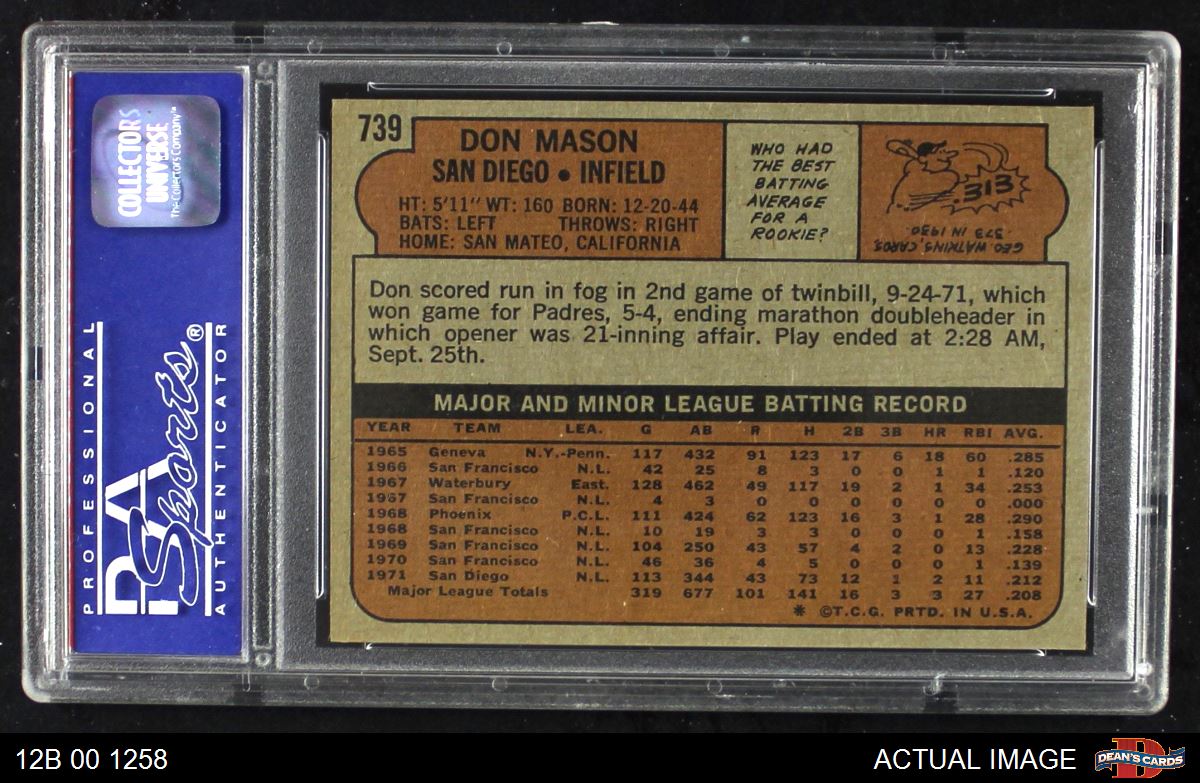 COLLECTORS
UNIVERSE
The Collectors Company™
PROFESSIONAL
PSA
Sports®
AUTHENTICATOR
739
DON MASON
SAN DIEGO • INFIELD
HT: 5'11" WT: 160 BORN: 12-20-44
BATS: LEFT THROWS: RIGHT
HOME: SAN MATEO, CALIFORNIA
WHO HAD
THE BEST
BATTING
AVERAGE
FOR A
ROOKIE?
.313
GEO. WATKINS, CARDS,
.373 IN 1930.
Don scored run in fog in 2nd game of twinbill, 9-24-71, which
won game for Padres, 5-4, ending marathon doubleheader in
which opener was 21-inning affair. Play ended at 2:28 AM,
Sept. 25th.
MAJOR AND MINOR LEAGUE BATTING RECORD
YEAR TEAM LEA. G AB R H 2B 3B HR RBI AVG.
1965 Geneva N.Y.-Penn. 117 432 91 123 17 6 18 60 .285
1966 San Francisco N.L. 42 25 8 3 0 0 1 1 .120
1967 Waterbury East. 128 462 49 117 19 2 1 34 .253
1967 San Francisco N.L. 4 3 0 0 0 0 0 0 .000
1968 Phoenix P.C.L. 111 424 62 123 16 3 1 28 .290
1968 San Francisco N.L. 10 19 3 3 0 0 0 1 .158
1969 San Francisco N.L. 104 250 43 57 4 2 0 13 .228
1970 San Francisco N.L. 46 36 4 5 0 0 0 1 .139
1971 San Diego N.L. 113 344 43 73 12 1 2 11 .212
Major League Totals 319 677 101 141 16 3 3 27 .208
* ©T.C.G. PRTD. IN U.S.A.
12B 00 1258
ACTUAL IMAGE
DEAN'S CARDS